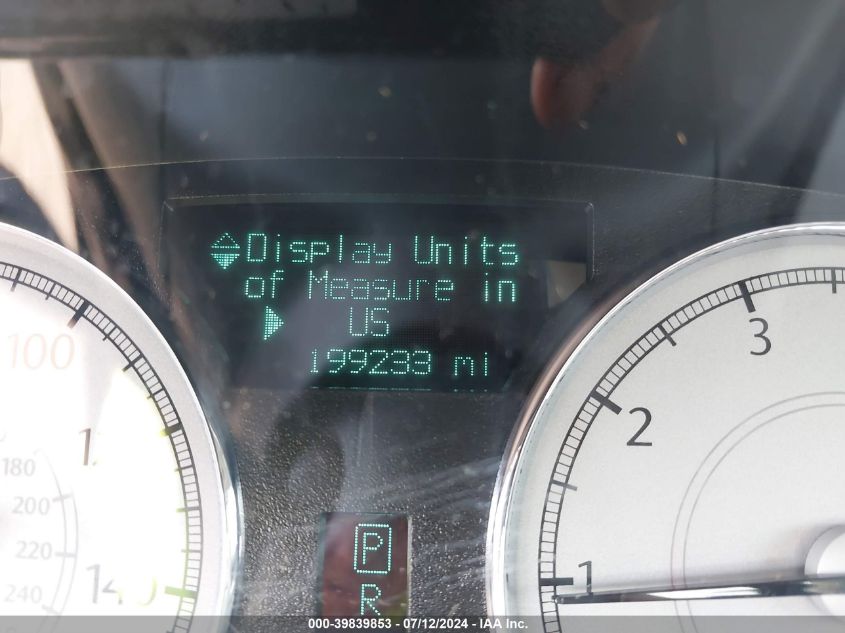 Display Units
of Measure in
US
199233 mi
100
180
200
220
240
140
P
R
1
2
3
000-39839853 - 07/12/2024 - IAA Inc.